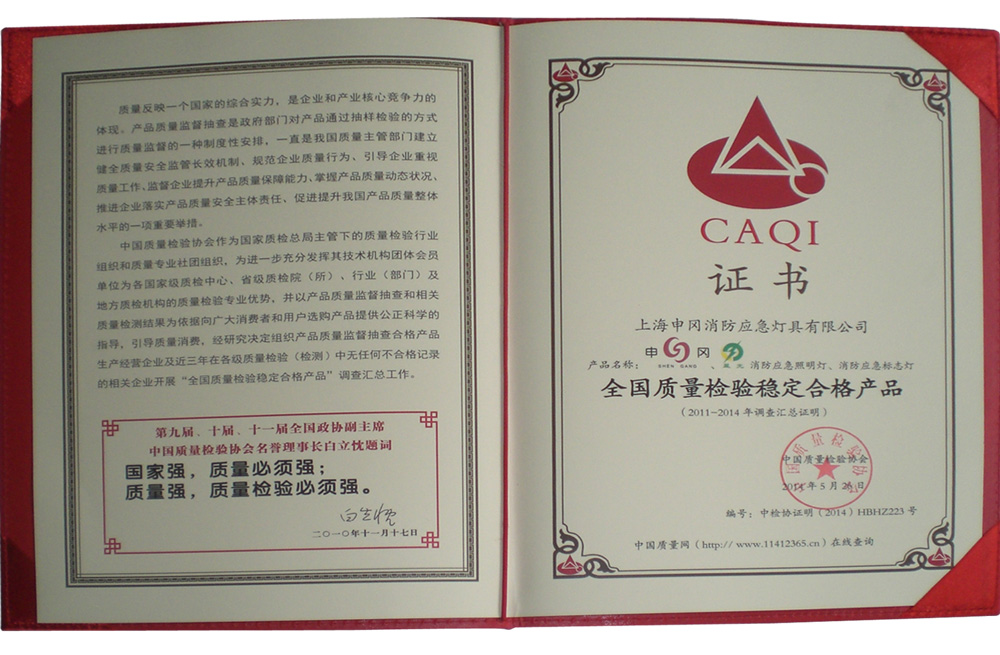 质量反映一个国家的综合实力，是企业和产业核心竞争力的
体现。产品质量监督抽查是政府部门对产品通过抽样检验的方式
进行质量监督的一种制度性安排，一直是我国质量主管部门建立
健全质量安全监管长效机制、规范企业质量行为、引导企业重视
质量工作、监督企业提升产品质量保障能力、掌握产品质量动态状况、
推进企业落实产品质量安全主体责任、促进提升我国产品质量整体
水平的一项重要举措。
中国质量检验协会作为国家质检总局主管下的质量检验行业
组织和质量专业社团组织，为进一步充分发挥其技术机构团体会员
单位为各国家级质检中心、省级质检院（所）、行业（部门）及
地方质检机构的质量检验专业优势，并以产品质量监督抽查和相关
质量检测结果为依据向广大消费者和用户选购产品提供公正科学的
指导，引导质量消费，经研究决定组织产品质量监督抽查合格产品
生产经营企业及近三年在各级质量检验（检测）中无任何不合格记录
的相关企业开展“全国质量检验稳定合格产品”调查汇总工作。
第九届、十届、十一届全国政协副主席
中国质量检验协会名誉理事长白立忱题词
国家强，质量必须强；
质量强，质量检验必须强。
白立忱
二〇一〇年十一月十七日
CAQI
证书
上海申冈消防应急灯具有限公司
产品名称：申冈 SHEN GANG 、 消防应急照明灯、消防应急标志灯
全国质量检验稳定合格产品
（2011-2014 年调查汇总证明）
中国质量检验协会
中国质量检验协会
2014 年 5 月 26 日
编号：中检协证明（2014）HBHZ223 号
中国质量网（http:// www.11412365.cn）在线查询